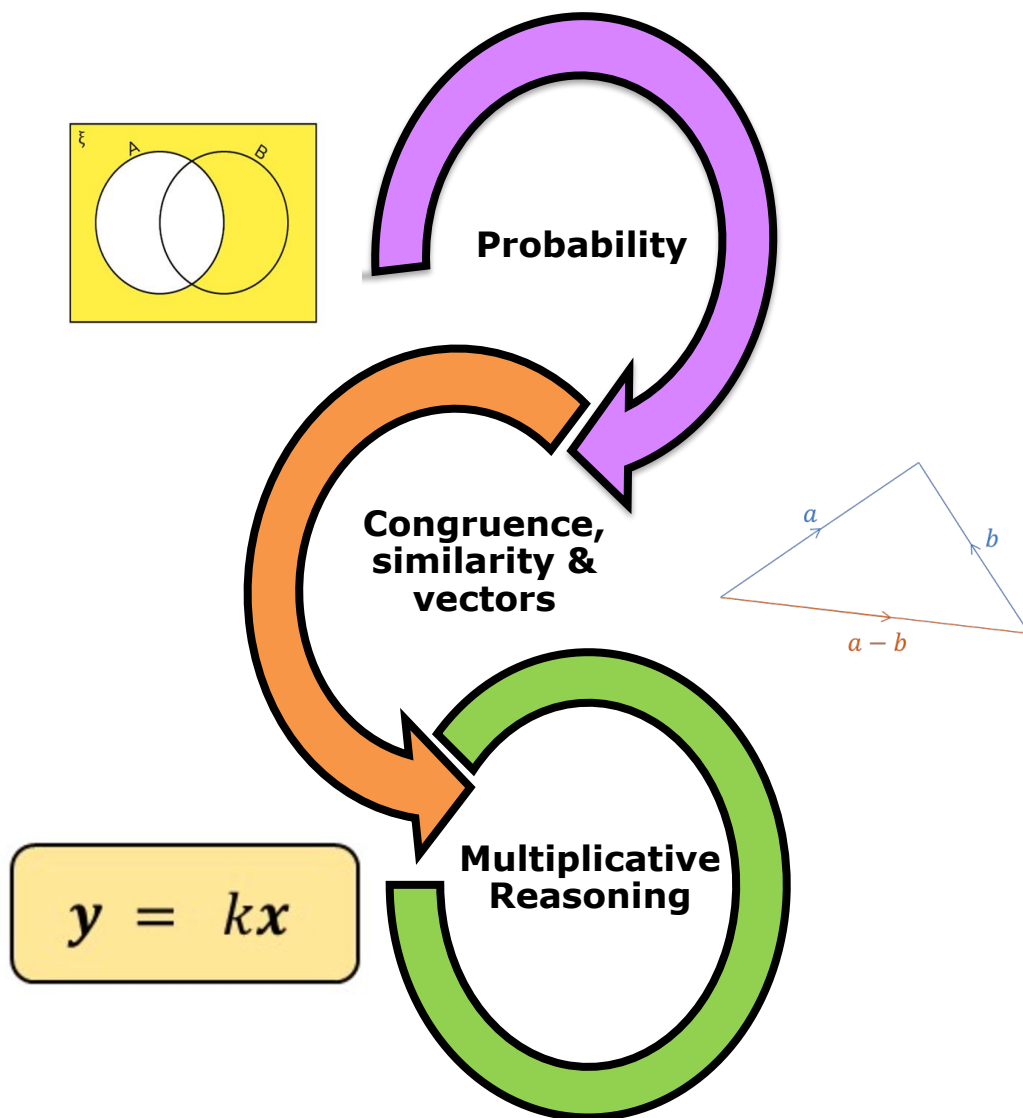 ξ
A
B
Probability
Congruence,
similarity &
vectors
a
b
a − b
Multiplicative
Reasoning
y = kx